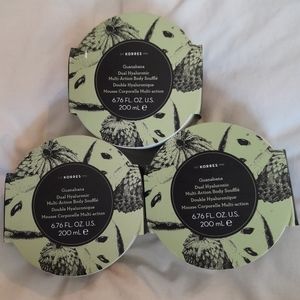 KORRES
Guanabana
Dual Hyaluronic
Multi-Action Body Soufflé
Double Hyaluronique
Mousse Corporelle Multi-action
6.76 FL. OZ. U.S.
200 mL ℮
KORRES
Guanabana
Dual Hyaluronic
Multi-Action Body Soufflé
Double Hyaluronique
Mousse Corporelle Multi-action
6.76 FL. OZ. U.S.
200 mL ℮
KORRES
Guanabana
Dual Hyaluronic
Multi-Action Body Soufflé
Double Hyaluronique
Mousse Corporelle Multi-action
6.76 FL. OZ. U.S.
200 mL ℮